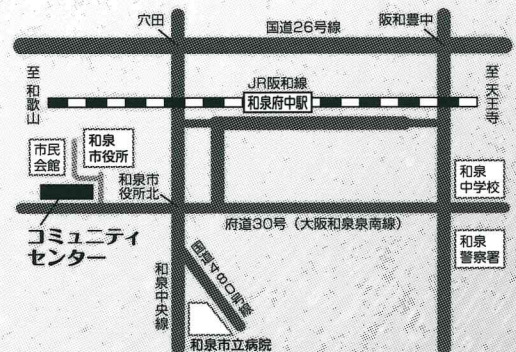 穴田
国道26号線
阪和豊中
至 和歌山
JR阪和線
和泉府中駅
至 天王寺
市民
会館
和泉
市役所
和泉市
役所北
和泉
中学校
府道30号（大阪和泉泉南線）
コミュニティ
センター
国道480号線
和泉
警察署
和泉中央線
和泉市立病院